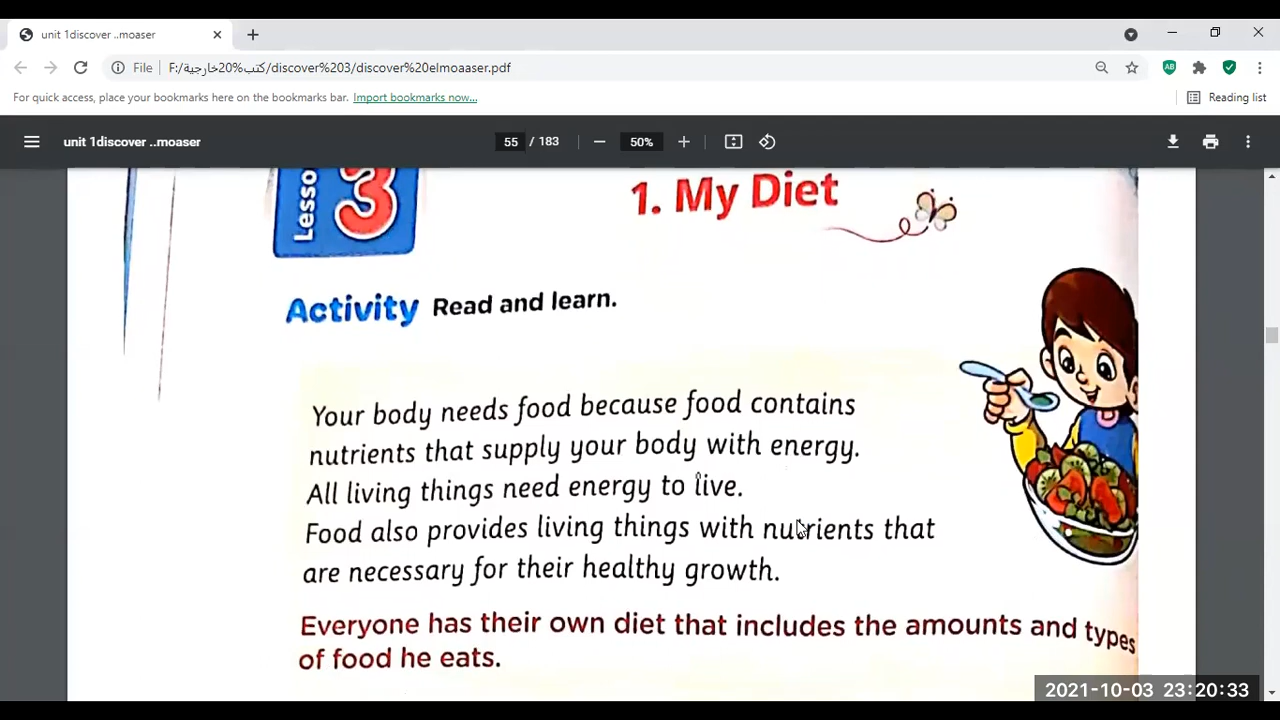 unit 1discover ..moaser
File
F:/كتب%20خارجية/discover%203/discover%20elmoaaser.pdf
For quick access, place your bookmarks here on the bookmarks bar. Import bookmarks now...
Reading list
unit 1discover ..moaser
55 / 183
50%
Lesso
3
1. My Diet
Activity Read and learn.
Your body needs food because food contains
nutrients that supply your body with energy.
All living things need energy to live.
Food also provides living things with nutrients that
are necessary for their healthy growth.
Everyone has their own diet that includes the amounts and types
of food he eats.
2021-10-03 23:20:33